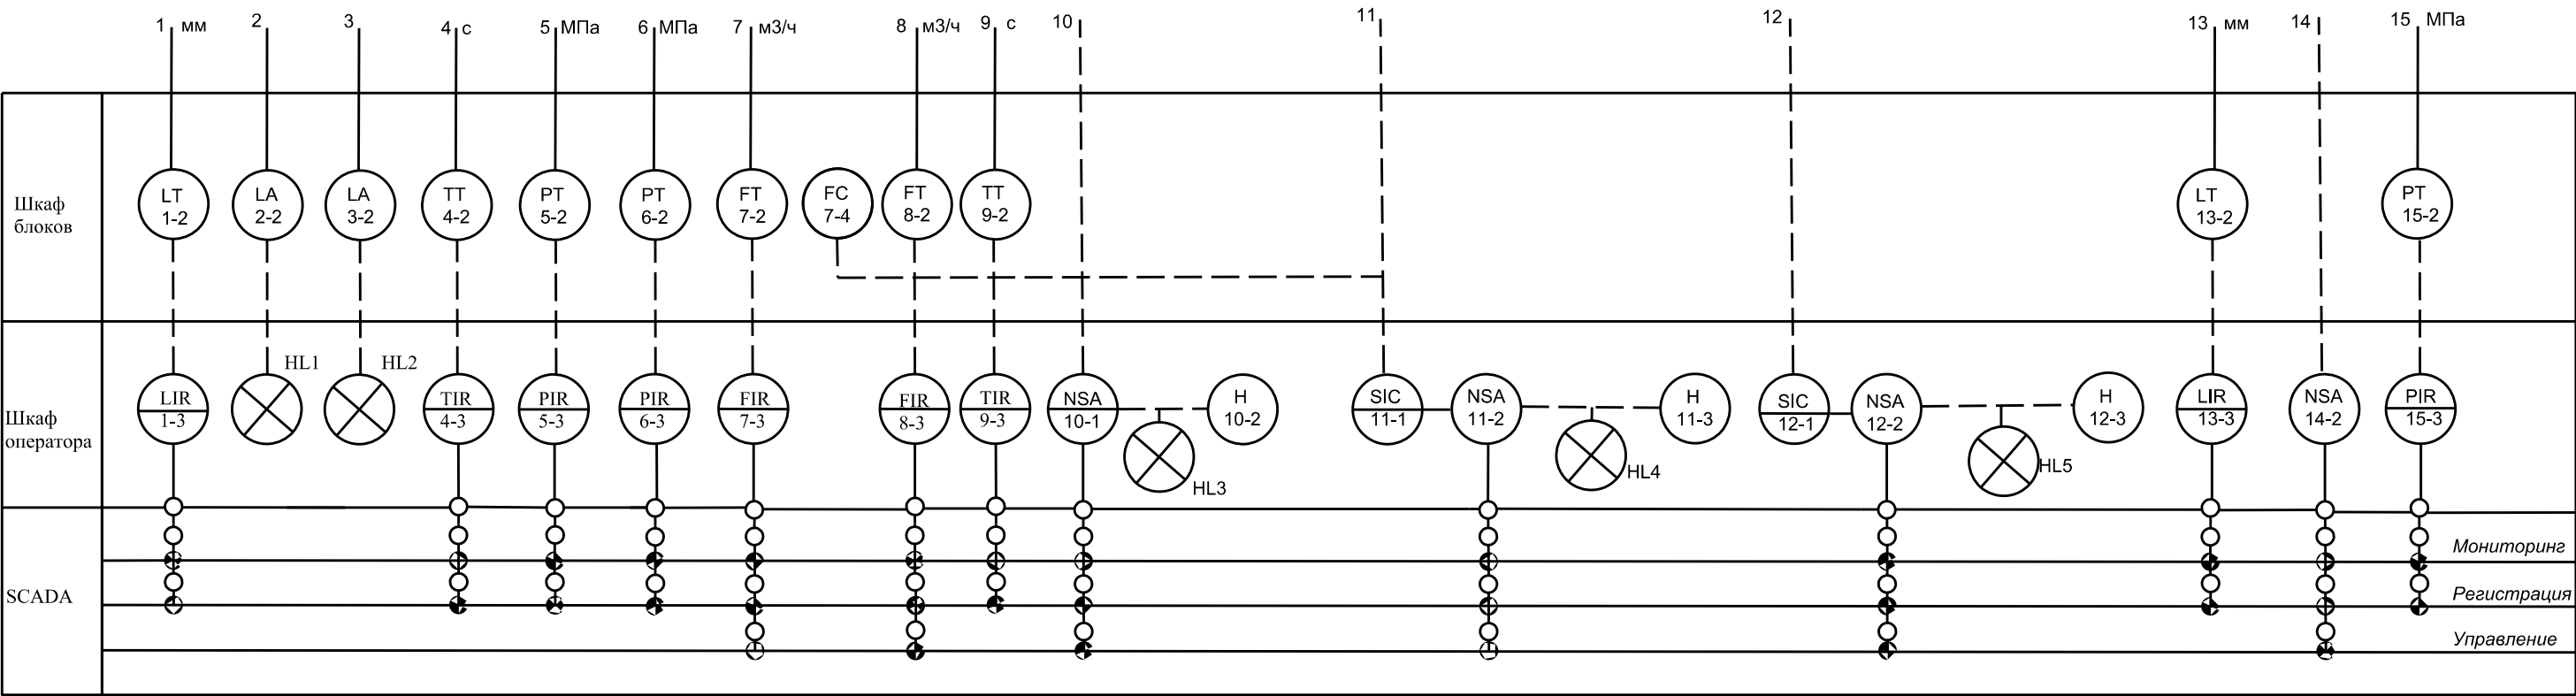 1 мм
2
3
4 с
5 МПа
6 МПа
7 м3/ч
8 м3/ч
9 с
10
11
12
13 мм
14
15 МПа
Шкаф
блоков
LT
1-2
LA
2-2
LA
3-2
TT
4-2
PT
5-2
PT
6-2
FT
7-2
FC
7-4
FT
8-2
TT
9-2
LT
13-2
PT
15-2
Шкаф
оператора
LIR
1-3
HL1
HL2
TIR
4-3
PIR
5-3
PIR
6-3
FIR
7-3
FIR
8-3
TIR
9-3
NSA
10-1
HL3
H
10-2
SIC
11-1
NSA
11-2
HL4
H
11-3
SIC
12-1
NSA
12-2
HL5
H
12-3
LIR
13-3
NSA
14-2
PIR
15-3
SCADA
Мониторинг
Регистрация
Управление